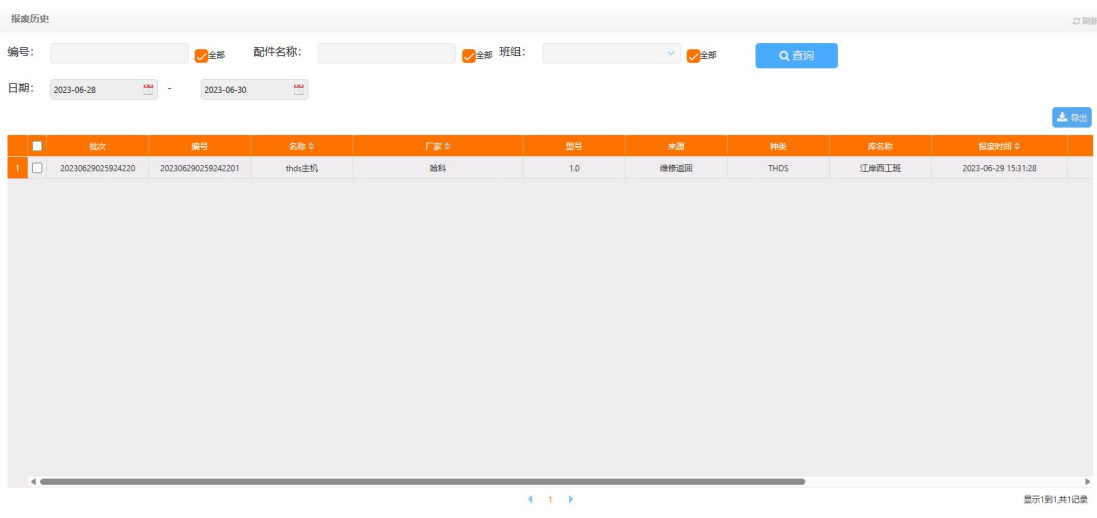 报废历史
刷新
编号： 全部 配件名称： 全部 班组： 全部 查询
日期： 2023-06-28 - 2023-06-30
导出
批次 编号 名称 厂家 型号 来源 种类 库名称 报废时间
1 20230629025924220 202306290259242201 thds主机 哈科 1.0 维修返回 THDS 江岸西工班 2023-06-29 15:31:28
1
显示1到1,共1记录